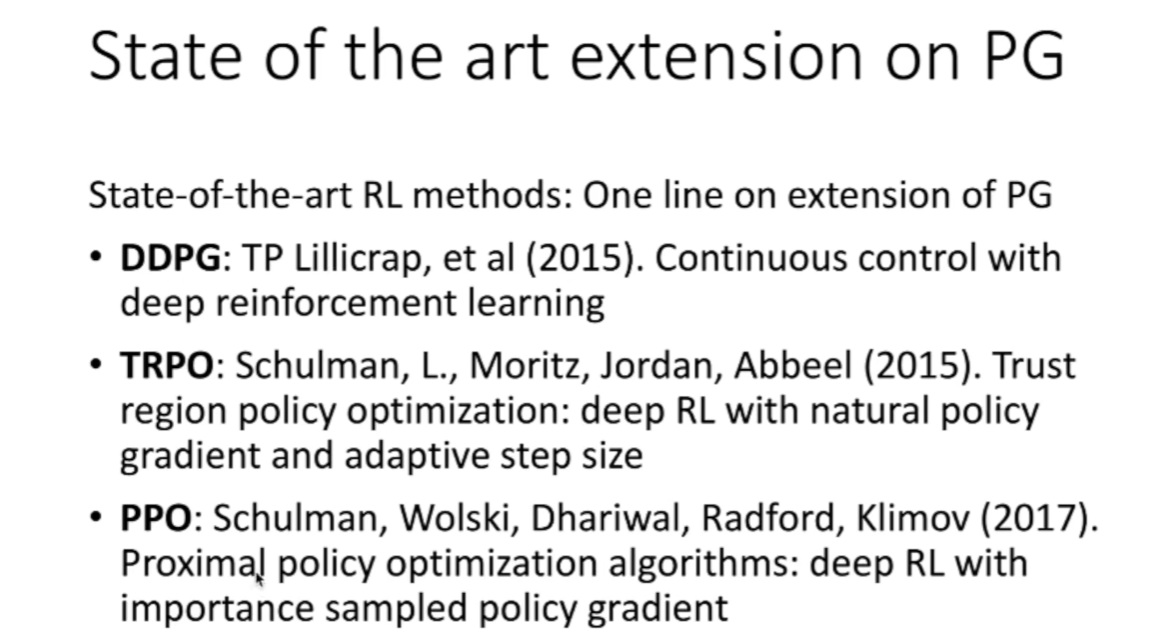 State of the art extension on PG
State-of-the-art RL methods: One line on extension of PG
• DDPG: TP Lillicrap, et al (2015). Continuous control with
deep reinforcement learning
• TRPO: Schulman, L., Moritz, Jordan, Abbeel (2015). Trust
region policy optimization: deep RL with natural policy
gradient and adaptive step size
• PPO: Schulman, Wolski, Dhariwal, Radford, Klimov (2017).
Proximal policy optimization algorithms: deep RL with
importance sampled policy gradient